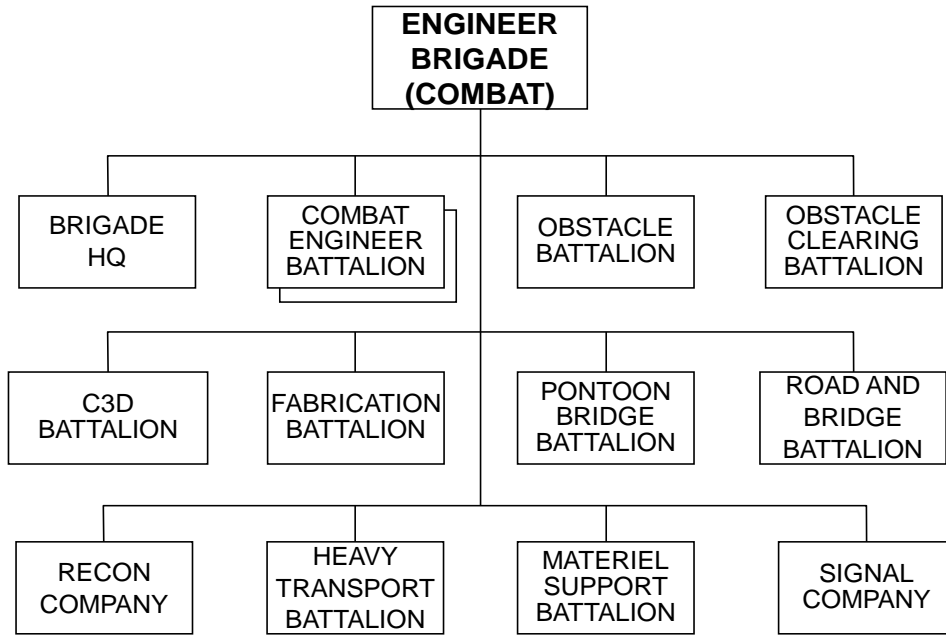 ENGINEER
BRIGADE
(COMBAT)
BRIGADE
HQ
COMBAT
ENGINEER
BATTALION
OBSTACLE
BATTALION
OBSTACLE
CLEARING
BATTALION
C3D
BATTALION
FABRICATION
BATTALION
PONTOON
BRIDGE
BATTALION
ROAD AND
BRIDGE
BATTALION
RECON
COMPANY
HEAVY
TRANSPORT
BATTALION
MATERIEL
SUPPORT
BATTALION
SIGNAL
COMPANY